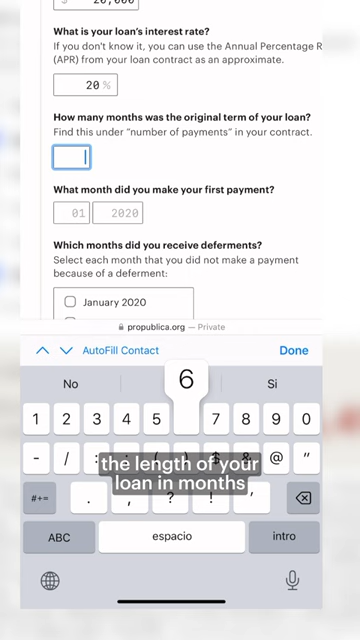 $ 20,000
What is your loan's interest rate?
If you don't know it, you can use the Annual Percentage R
(APR) from your loan contract as an approximate.
20 %
How many months was the original term of your loan?
Find this under "number of payments" in your contract.
What month did you make your first payment?
01 2020
Which months did you receive deferments?
Select each month that you did not make a payment
because of a deferment:
January 2020
propublica.org — Private
AutoFill Contact Done
No 6 Si
1 2 3 4 5 7 8 9 0
- / : ; ( ) $ & @ "
the length of your
loan in months
#+= . , ? ! '
ABC espacio intro